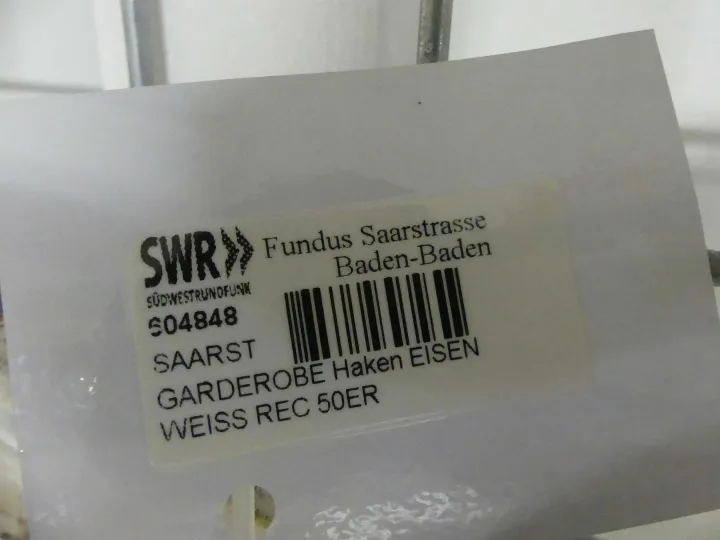 SWR Fundus Saarstrasse
SÜDWESTRUNDFUNK Baden-Baden
604848
SAARST
GARDEROBE Haken EISEN
WEISS REC 50ER